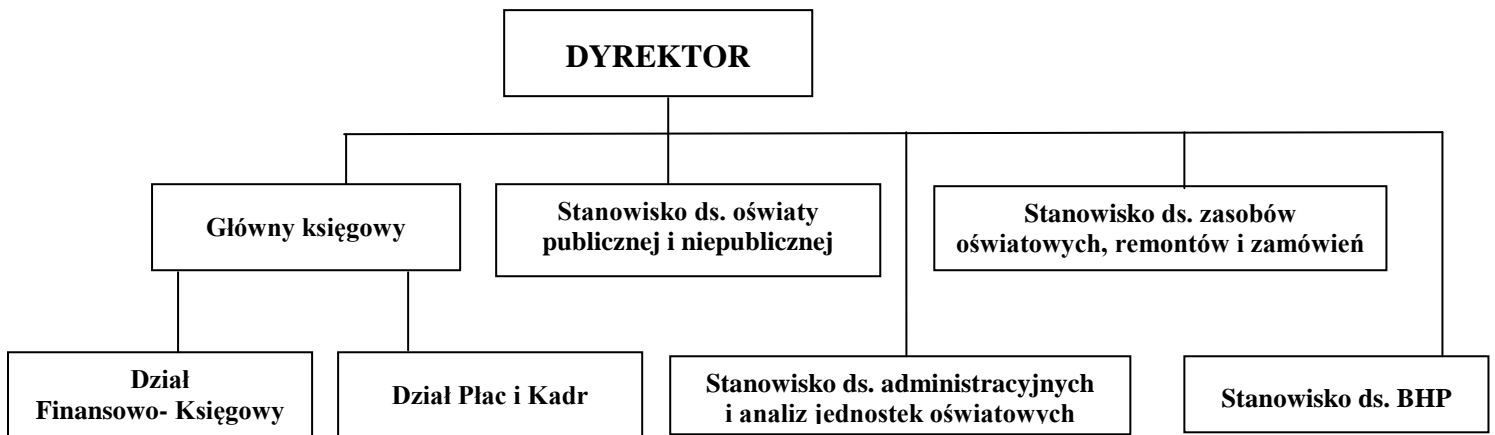 DYREKTOR
Główny księgowy
Stanowisko ds. oświaty
publicznej i niepublicznej
Stanowisko ds. zasobów
oświatowych, remontów i zamówień
Dział
Finansowo- Księgowy
Dział Płac i Kadr
Stanowisko ds. administracyjnych
i analiz jednostek oświatowych
Stanowisko ds. BHP